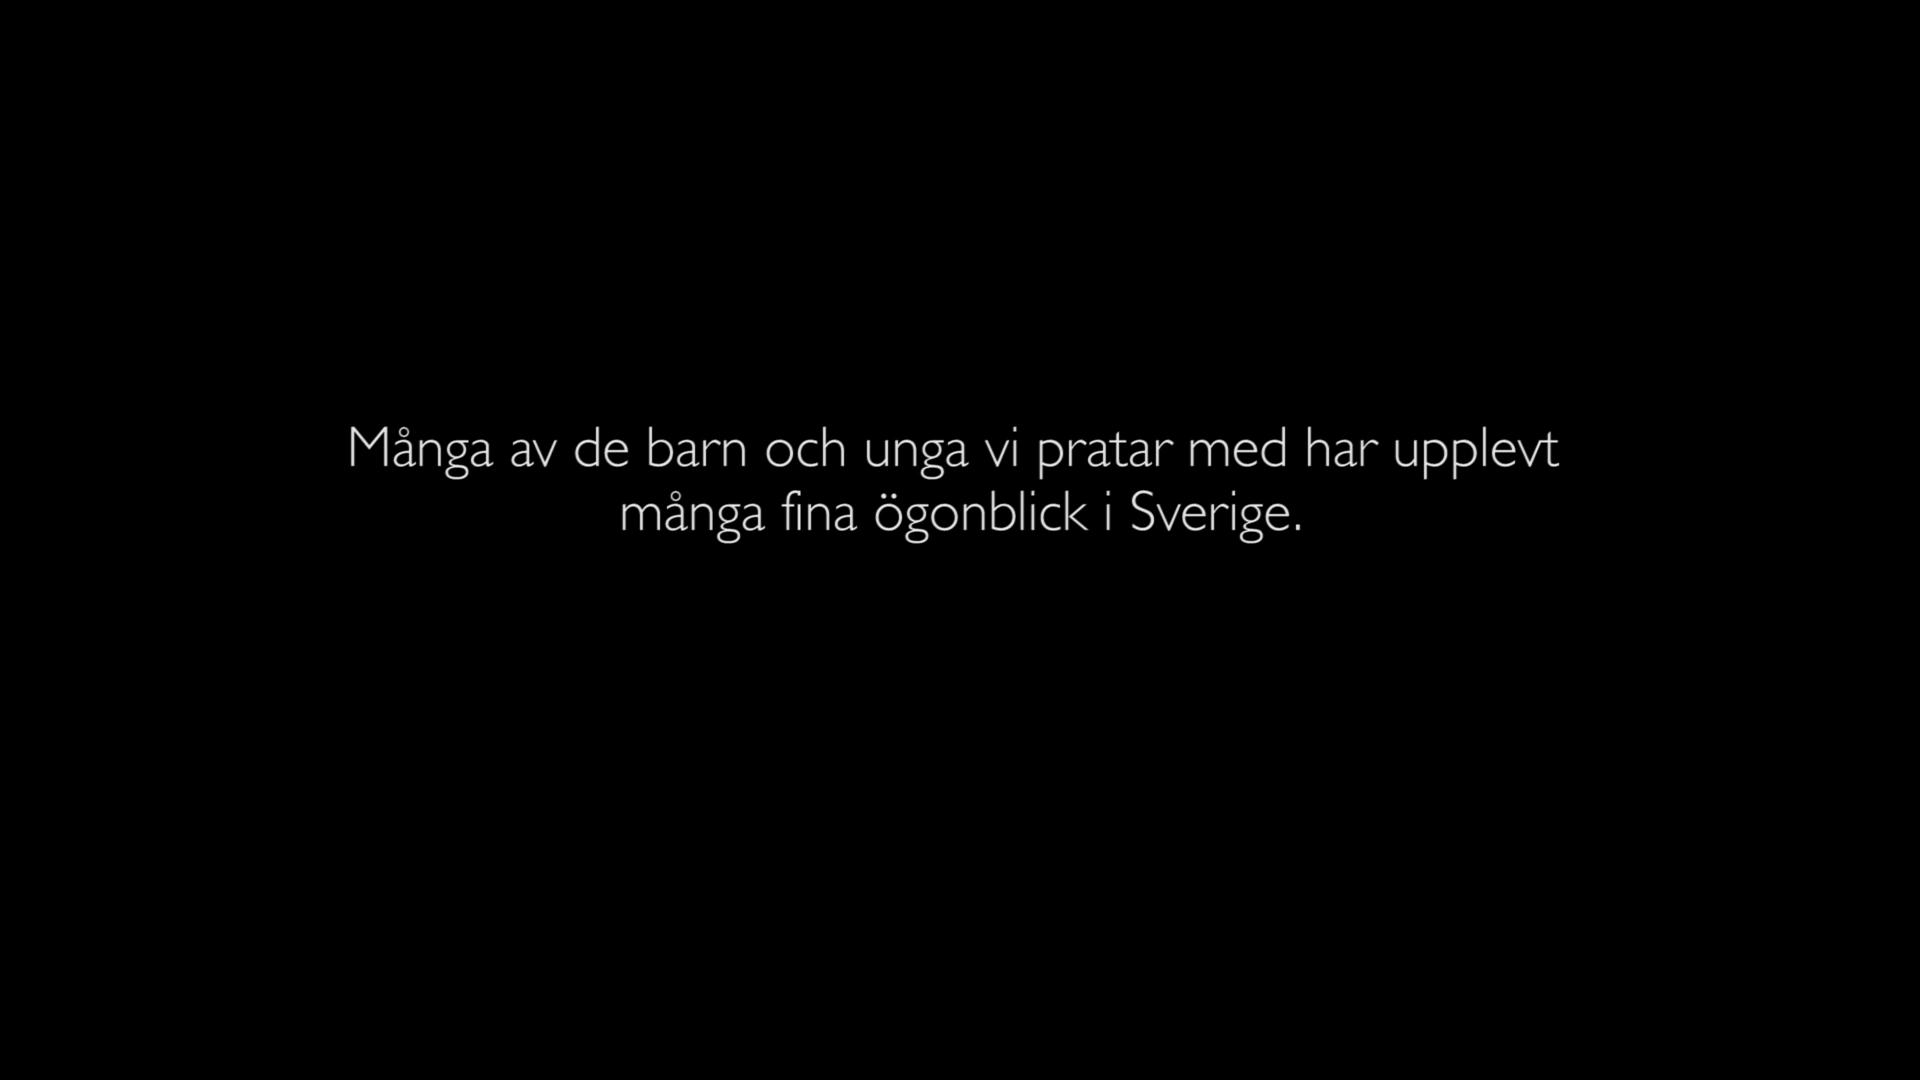 Många av de barn och unga vi pratar med har upplevt
många fina ögonblick i Sverige.